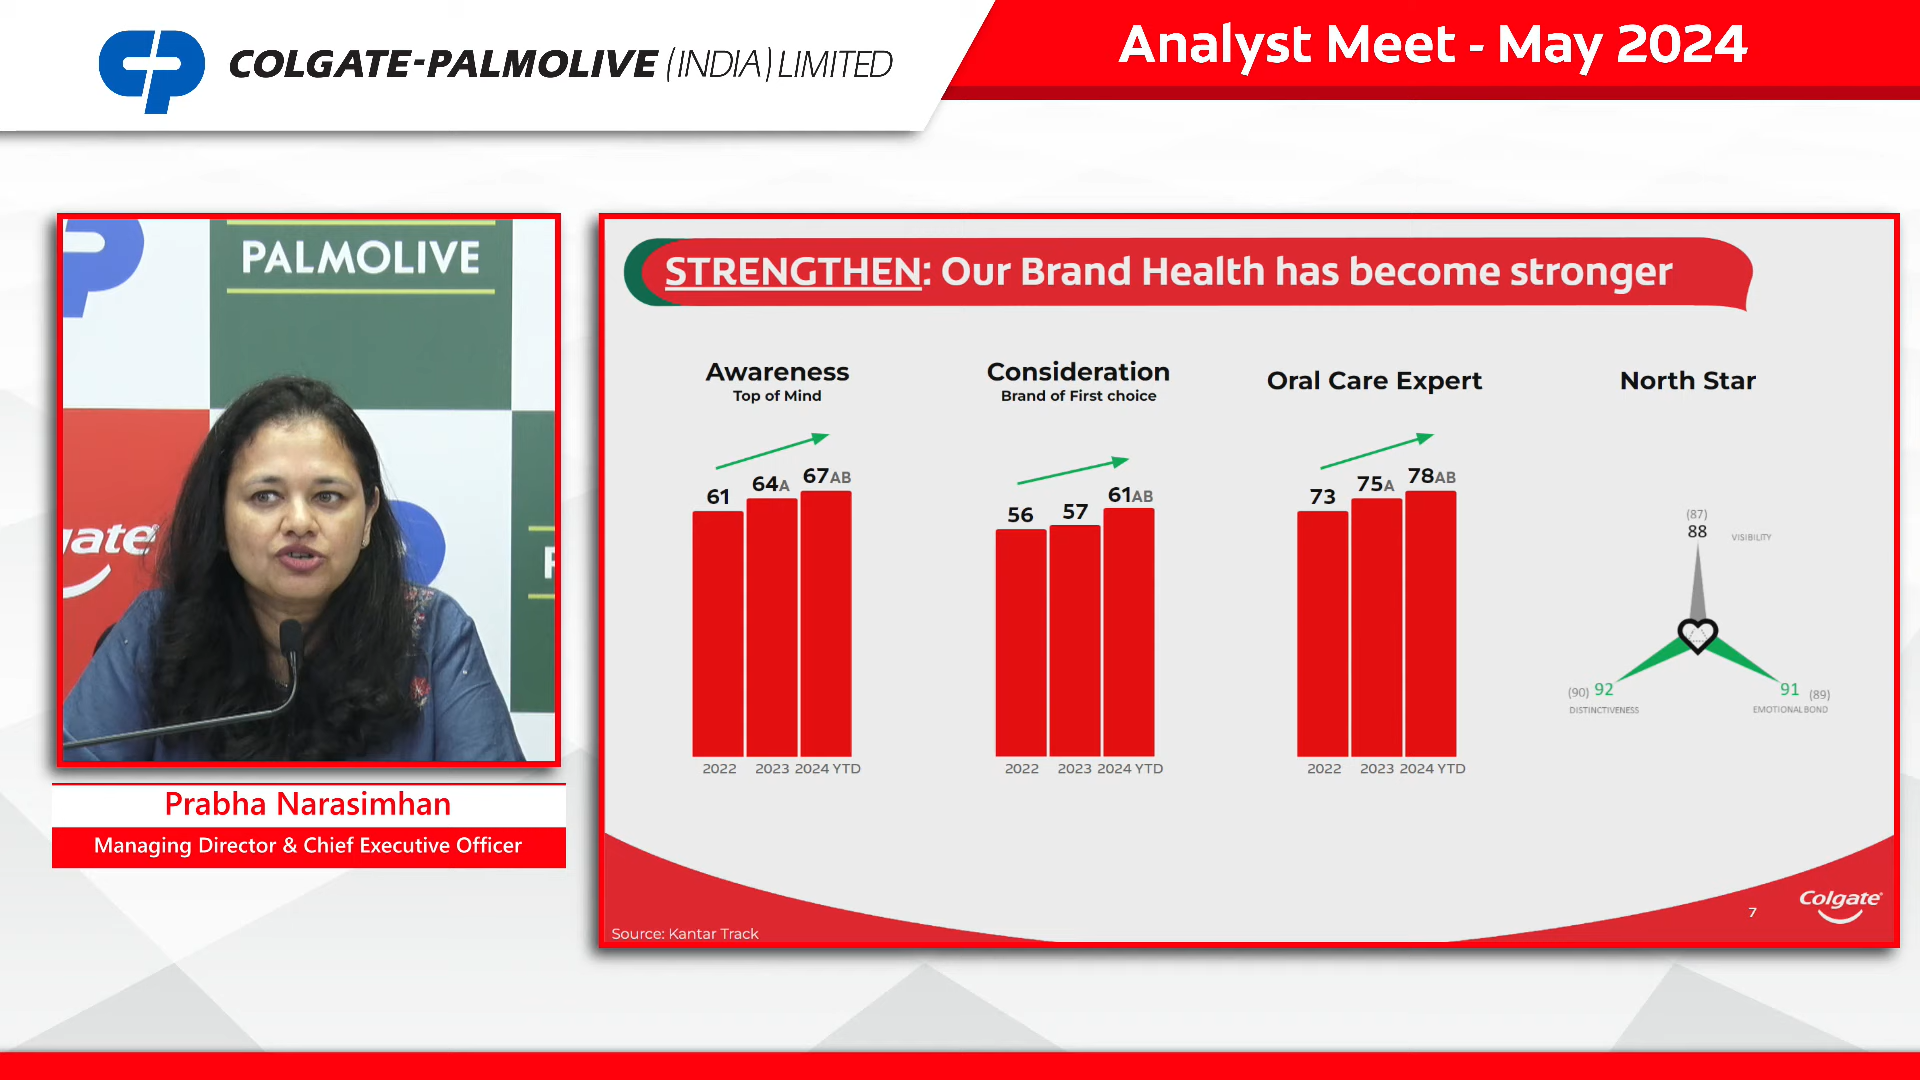 COLGATE-PALMOLIVE (INDIA) LIMITED
Analyst Meet - May 2024
PALMOLIVE
gate
P
Prabha Narasimhan
Managing Director & Chief Executive Officer
STRENGTHEN: Our Brand Health has become stronger
Awareness
Top of Mind
61
64A
67AB
2022 2023 2024 YTD
Consideration
Brand of First choice
56
57
61AB
2022 2023 2024 YTD
Oral Care Expert
73
75A
78AB
2022 2023 2024 YTD
North Star
(87)
88
VISIBILITY
(90) 92
DISTINCTIVENESS
91 (89)
EMOTIONAL BOND
Source: Kantar Track
7
Colgate